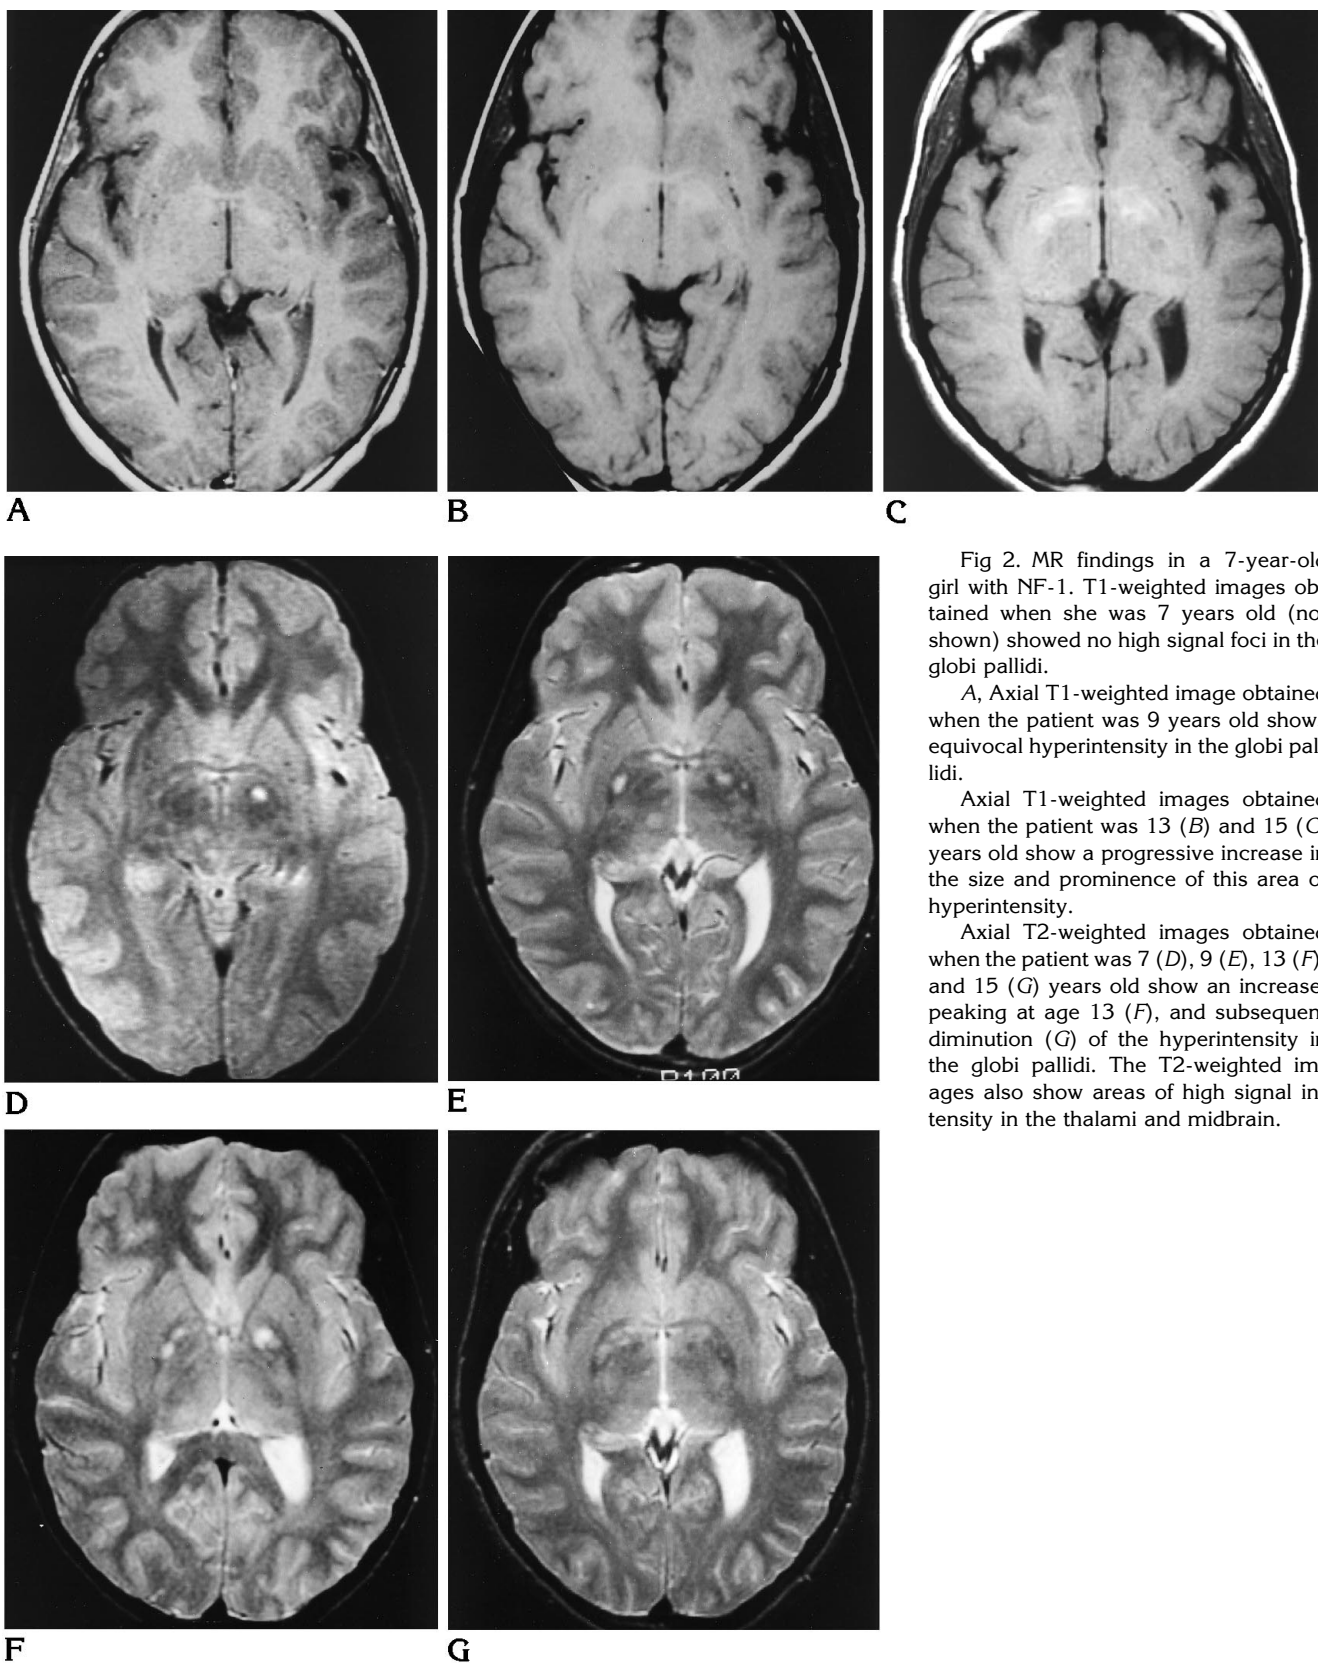 A
B
C
Fig 2. MR findings in a 7-year-old
girl with NF-1. T1-weighted images ob
tained when she was 7 years old (no
shown) showed no high signal foci in the
globi pallidi.
A, Axial T1-weighted image obtained
when the patient was 9 years old show
equivocal hyperintensity in the globi pal
lidi.
Axial T1-weighted images obtained
when the patient was 13 (B) and 15 (C
years old show a progressive increase in
the size and prominence of this area o
hyperintensity.
Axial T2-weighted images obtained
when the patient was 7 (D), 9 (E), 13 (F)
and 15 (G) years old show an increase
peaking at age 13 (F), and subsequen
diminution (G) of the hyperintensity in
the globi pallidi. The T2-weighted im
ages also show areas of high signal in
tensity in the thalami and midbrain.
D
E
F
G